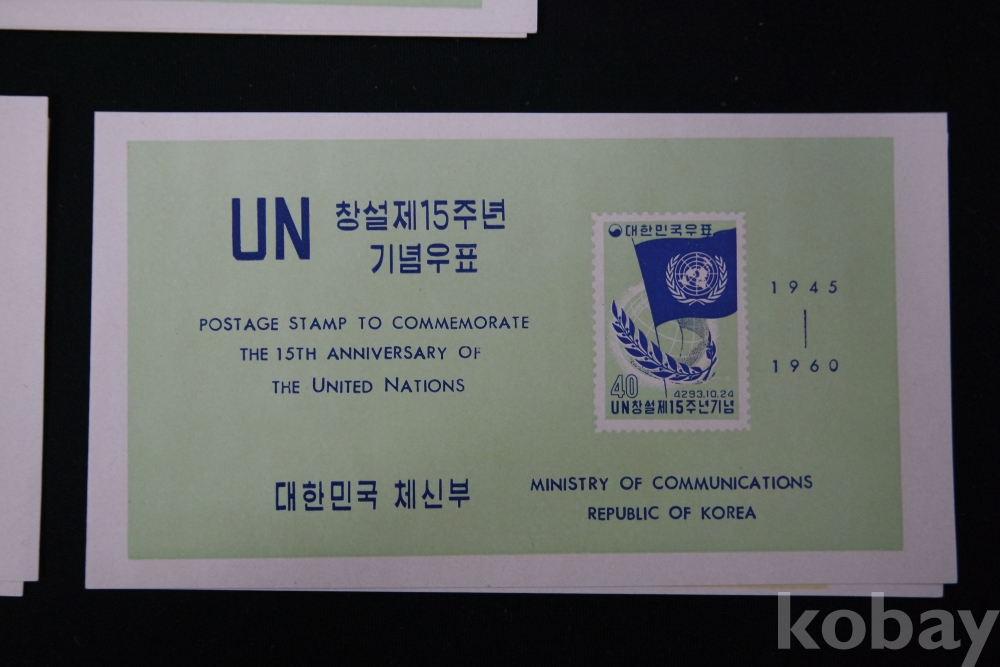 UN 창설제15주년
기념우표
POSTAGE STAMP TO COMMEMORATE
THE 15TH ANNIVERSARY OF
THE UNITED NATIONS
대한민국우표
40
4293.10.24
UN창설제15주년기념
1945
1960
대한민국 체신부
MINISTRY OF COMMUNICATIONS
REPUBLIC OF KOREA
kobay